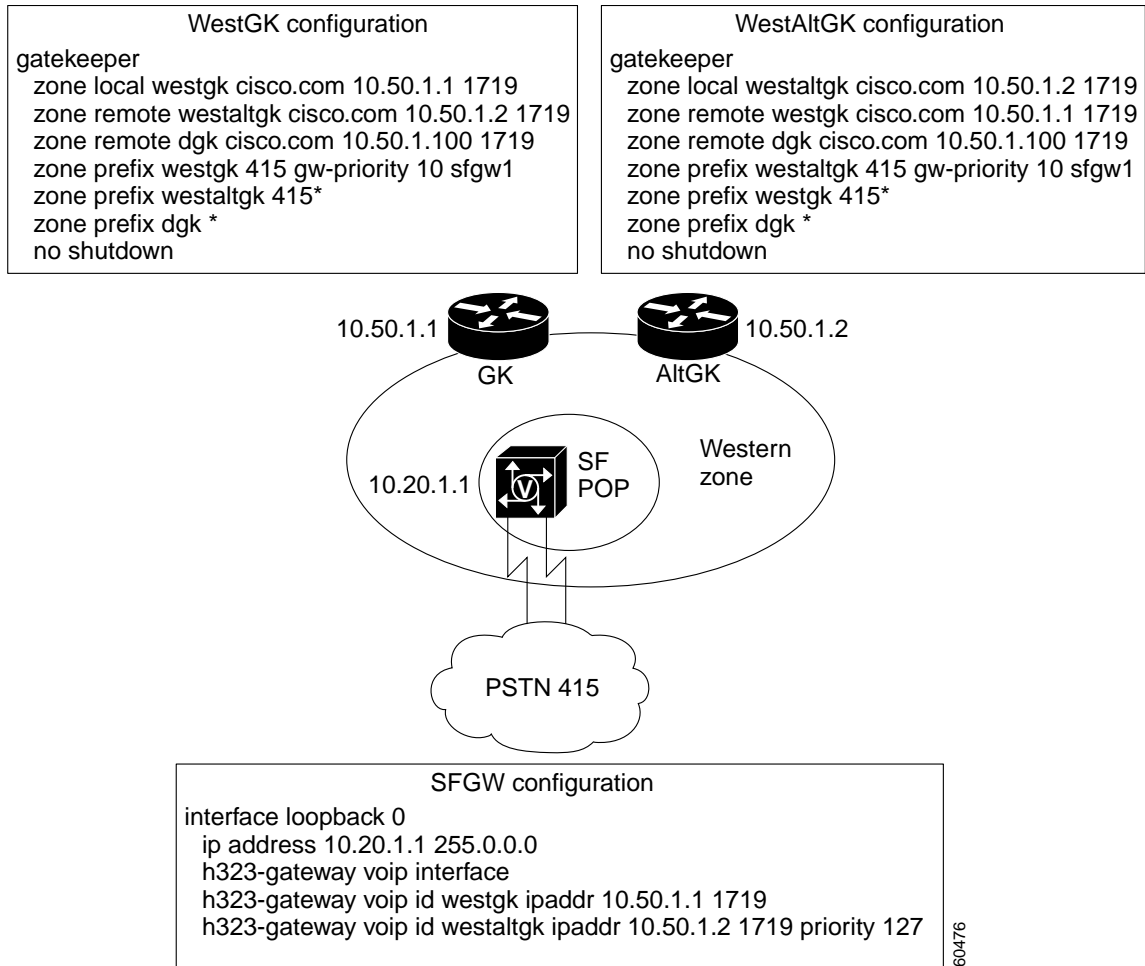 WestGK configuration
gatekeeper
zone local westgk cisco.com 10.50.1.1 1719
zone remote westaltgk cisco.com 10.50.1.2 1719
zone remote dgk cisco.com 10.50.1.100 1719
zone prefix westgk 415 gw-priority 10 sfgw1
zone prefix westaltgk 415*
zone prefix dgk *
no shutdown
WestAltGK configuration
gatekeeper
zone local westaltgk cisco.com 10.50.1.2 1719
zone remote westgk cisco.com 10.50.1.1 1719
zone remote dgk cisco.com 10.50.1.100 1719
zone prefix westaltgk 415 gw-priority 10 sfgw1
zone prefix westgk 415*
zone prefix dgk *
no shutdown
10.50.1.1
GK
AltGK
10.50.1.2
10.20.1.1
V
SF
POP
Western
zone
PSTN 415
SFGW configuration
interface loopback 0
ip address 10.20.1.1 255.0.0.0
h323-gateway voip interface
h323-gateway voip id westgk ipaddr 10.50.1.1 1719
h323-gateway voip id westaltgk ipaddr 10.50.1.2 1719 priority 127
60476